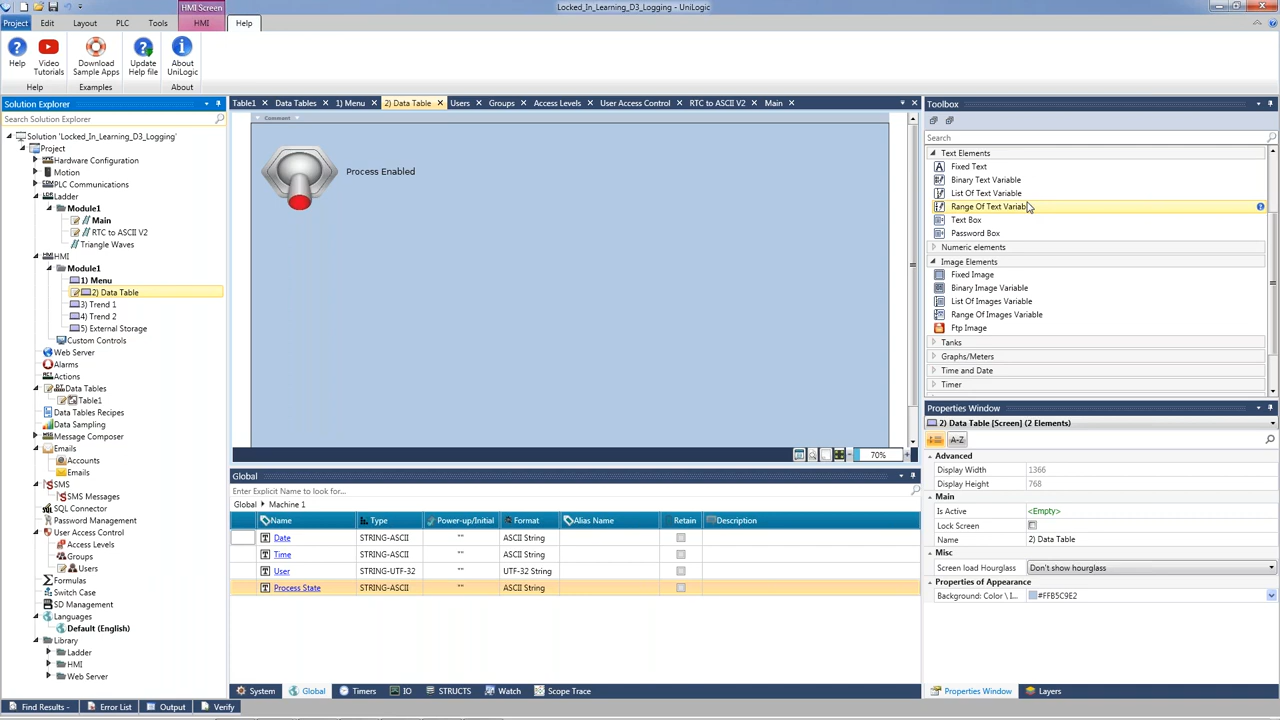 Locked_In_Learning_D3_Logging - UniLogic
HMI Screen
Project Edit Layout PLC Tools HMI Help
Help Video Tutorials Download Sample Apps Update Help file About UniLogic
Help Examples About
Solution Explorer
Search Solution Explorer
Solution 'Locked_In_Learning_D3_Logging'
Project
Hardware Configuration
Motion
PLC Communications
Ladder
Module1
Main
RTC to ASCII V2
Triangle Waves
HMI
Module1
1) Menu
2) Data Table
3) Trend 1
4) Trend 2
5) External Storage
Custom Controls
Web Server
Alarms
Actions
Data Tables
Table1
Data Tables Recipes
Data Sampling
Message Composer
Emails
Accounts
Emails
SMS
SMS Messages
SQL Connector
Password Management
User Access Control
Access Levels
Groups
Users
Formulas
Switch Case
SD Management
Languages
Default (English)
Library
Ladder
HMI
Web Server
Table1 Data Tables 1) Menu 2) Data Table Users Groups Access Levels User Access Control RTC to ASCII V2 Main
Comment
Process Enabled
70%
Global
Enter Explicit Name to look for...
Global Machine 1
Name Type Power-up/Initial Format Alias Name Retain Description
Date STRING-ASCII "" ASCII String
Time STRING-ASCII "" ASCII String
User STRING-UTF-32 "" UTF-32 String
Process State STRING-ASCII "" ASCII String
System Global Timers IO STRUCTS Watch Scope Trace
Toolbox
Search
Text Elements
Fixed Text
Binary Text Variable
List Of Text Variable
Range Of Text Variable
Text Box
Password Box
Numeric elements
Image Elements
Fixed Image
Binary Image Variable
List Of Images Variable
Range Of Images Variable
Ftp Image
Tanks
Graphs/Meters
Time and Date
Timer
Properties Window
2) Data Table [Screen] (2 Elements)
A-Z
Advanced
Display Width 1366
Display Height 768
Main
Is Active <Empty>
Lock Screen
Name 2) Data Table
Misc
Screen load Hourglass Don't show hourglass
Properties of Appearance
Background: Color \ I... #FFB5C9E2
Properties Window Layers
Find Results - Error List Output Verify